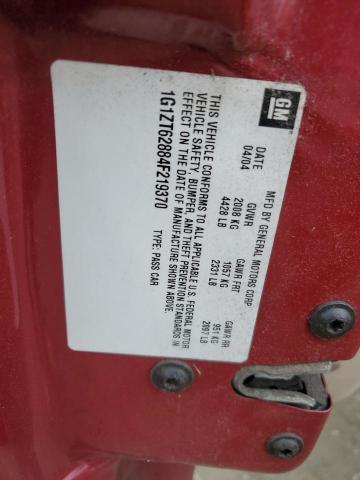 GM
MFD BY GENERAL MOTORS CORP
DATE GVWR GAWR FRT GAWR RR
04/04 2008 KG 1057 KG 951 KG
4428 LB 2331 LB 2097 LB
THIS VEHICLE CONFORMS TO ALL APPLICABLE U.S. FEDERAL MOTOR
VEHICLE SAFETY, BUMPER, AND THEFT PREVENTION STANDARDS IN
EFFECT ON THE DATE OF MANUFACTURE SHOWN ABOVE.
1G1ZT62884F219370 TYPE: PASS CAR